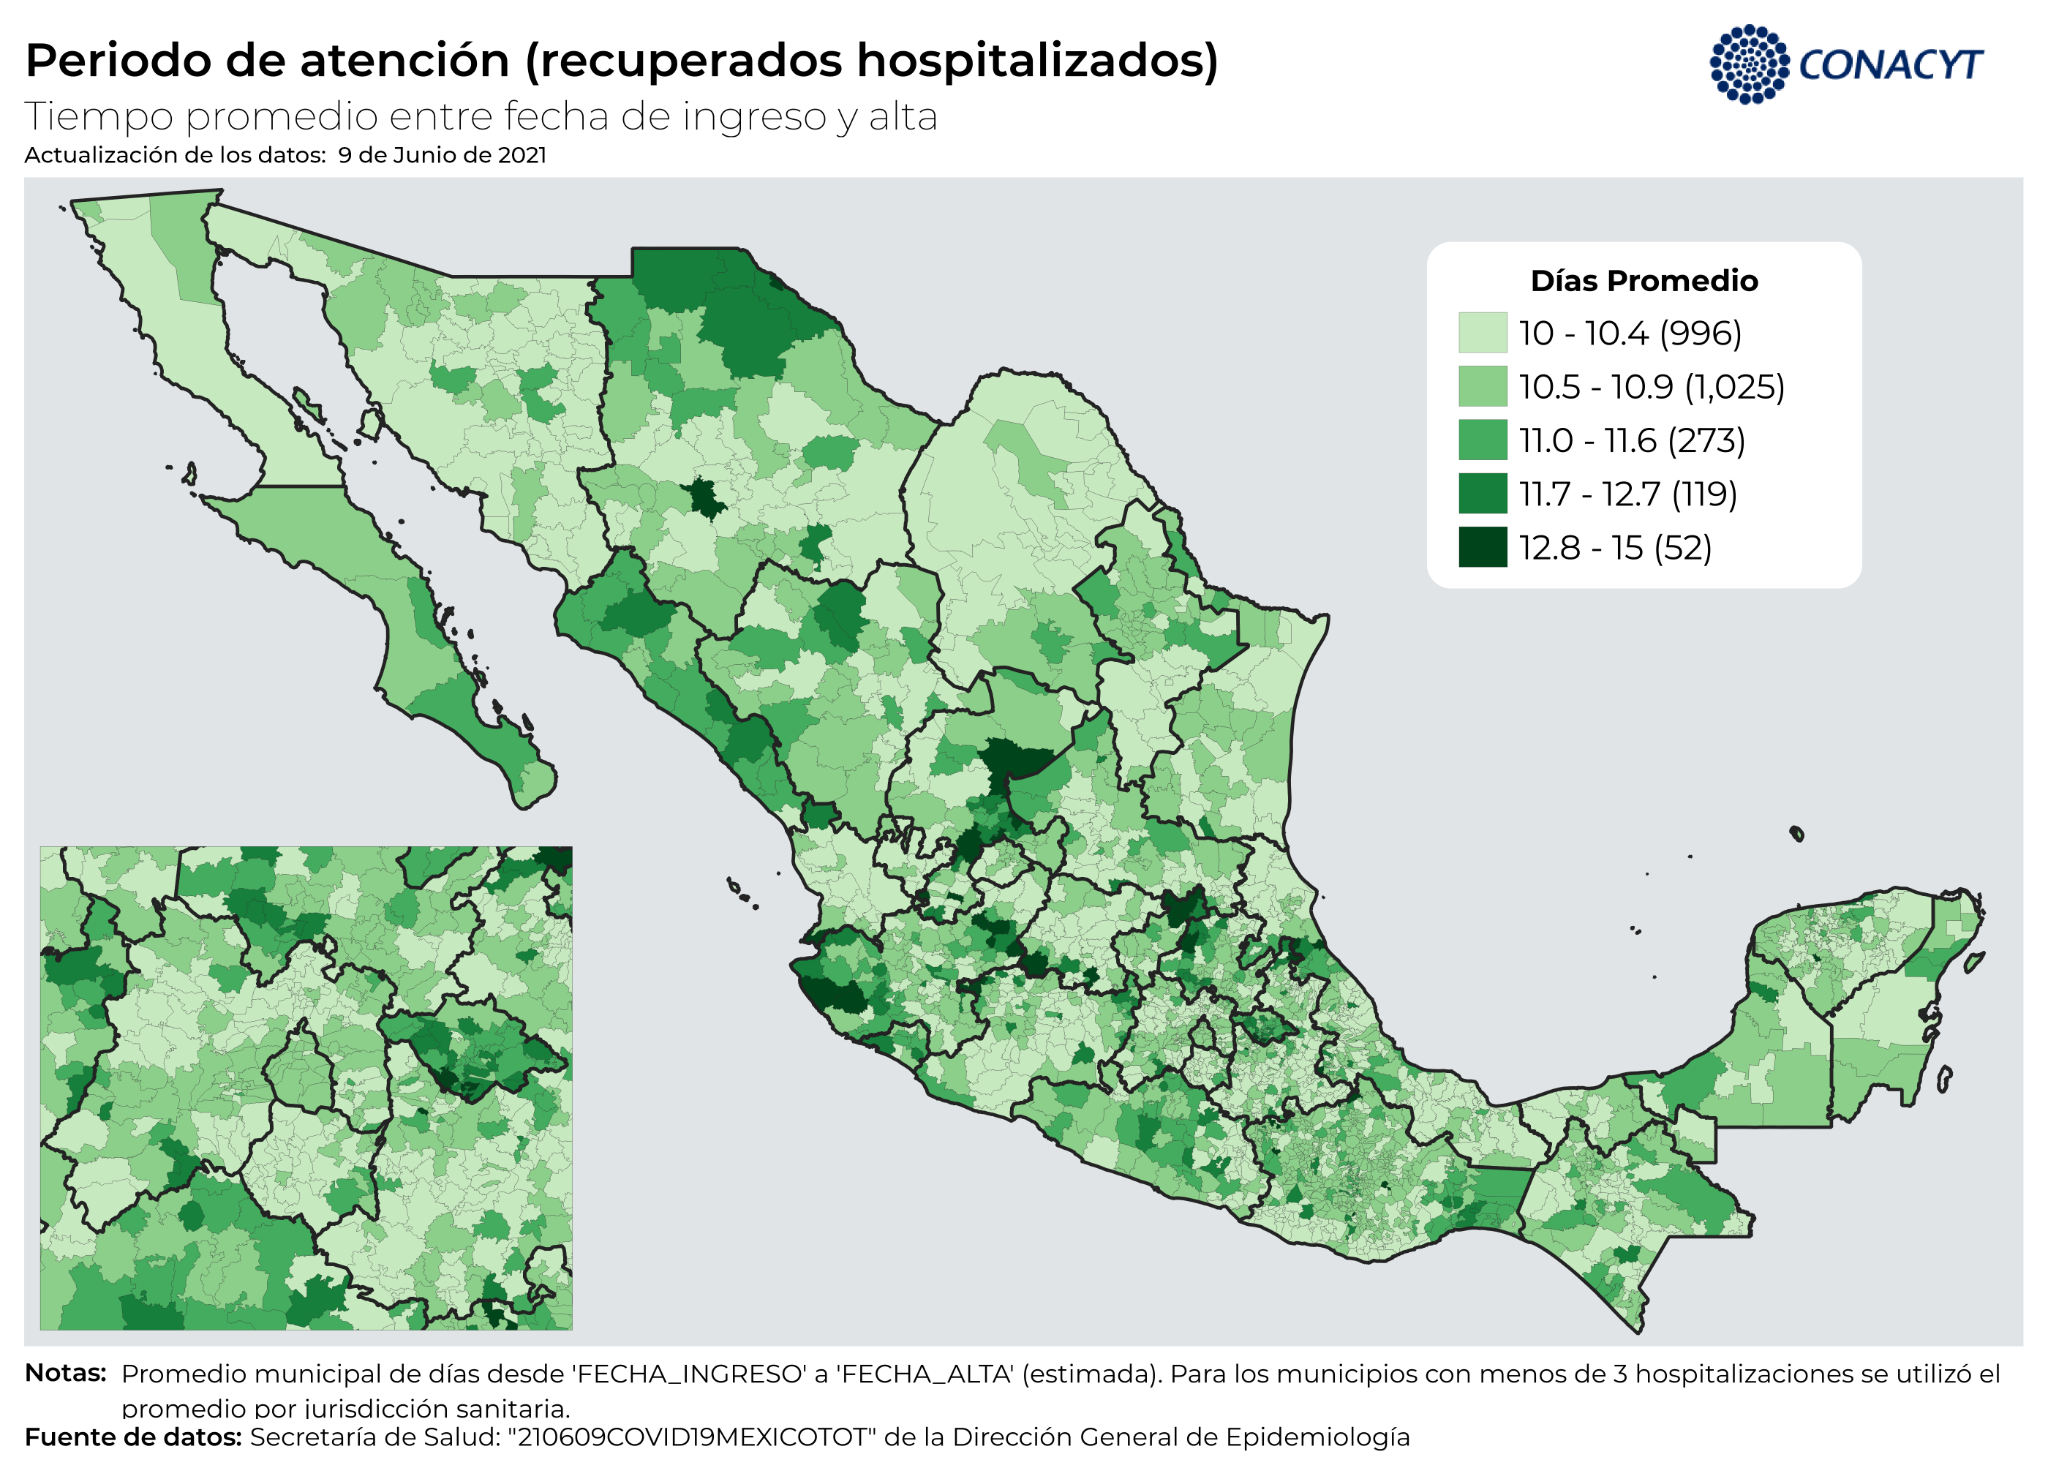 Periodo de atención (recuperados hospitalizados)
CONACYT
Tiempo promedio entre fecha de ingreso y alta
Actualización de los datos: 9 de Junio de 2021
Días Promedio
10 - 10.4 (996)
10.5 - 10.9 (1,025)
11.0 - 11.6 (273)
11.7 - 12.7 (119)
12.8 - 15 (52)
Notas: Promedio municipal de días desde 'FECHA_INGRESO' a 'FECHA_ALTA' (estimada). Para los municipios con menos de 3 hospitalizaciones se utilizó el
promedio por jurisdicción sanitaria.
Fuente de datos: Secretaría de Salud: "210609COVID19MEXICOTOT" de la Dirección General de Epidemiología